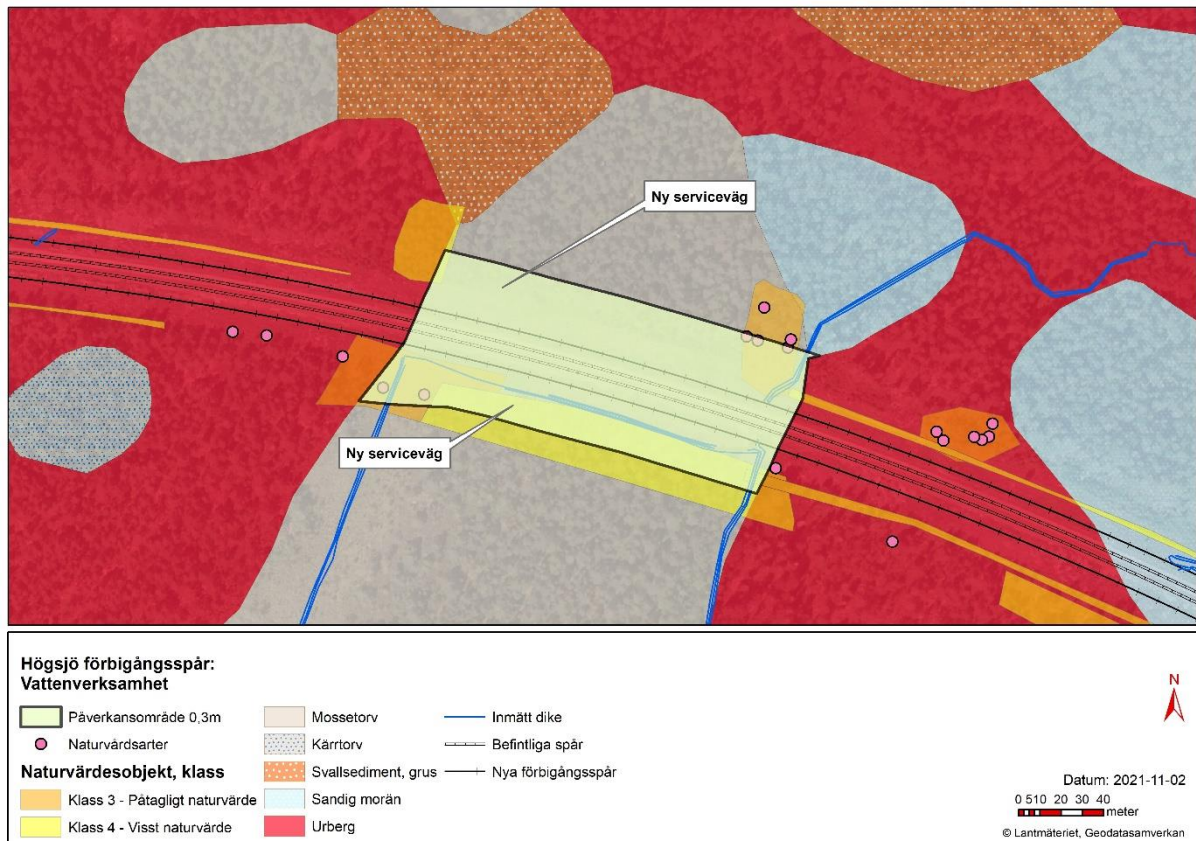 Ny serviceväg
Ny serviceväg
Högsjö förbigångsspår:
Vattenverksamhet
Påverkansområde 0,3m
Naturvårdsarter
Naturvärdesobjekt, klass
Klass 3 - Påtagligt naturvärde
Klass 4 - Visst naturvärde
Mossetorv
Kärrtorv
Svallsediment, grus
Sandig morän
Urberg
Inmätt dike
Befintliga spår
Nya förbigångsspår
N
Datum: 2021-11-02
0 5 10 20 30 40
meter
© Lantmäteriet, Geodatasamverkan